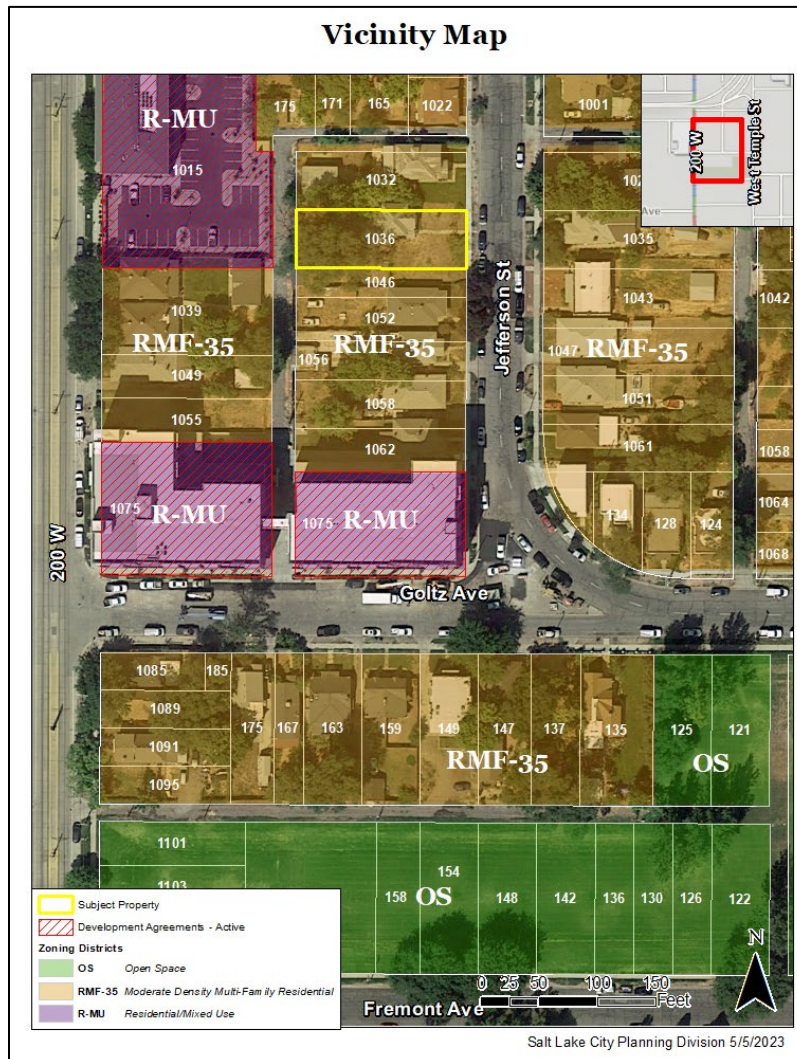 Vicinity Map
R-MU
175
171
165
1022
1001
200 W
West Temple St
Ave
1015
1032
1036
1035
1046
1043
1042
1039
1052
RMF-35
1056
RMF-35
1047
RMF-35
Jefferson St
1049
1051
1058
1055
1062
1061
1058
1075
R-MU
1075
R-MU
134
128
124
1064
1068
200 W
Goltz Ave
1085
185
1089
175
167
163
159
149
147
137
135
125
121
1091
RMF-35
OS
1095
1101
1103
154
158
OS
148
142
136
130
126
122
Subject Property
Development Agreements - Active
Zoning Districts
OS Open Space
RMF-35 Moderate Density Multi-Family Residential
R-MU Residential/Mixed Use
N
0 25 50 100 150
Feet
Fremont Ave
Salt Lake City Planning Division 5/5/2023